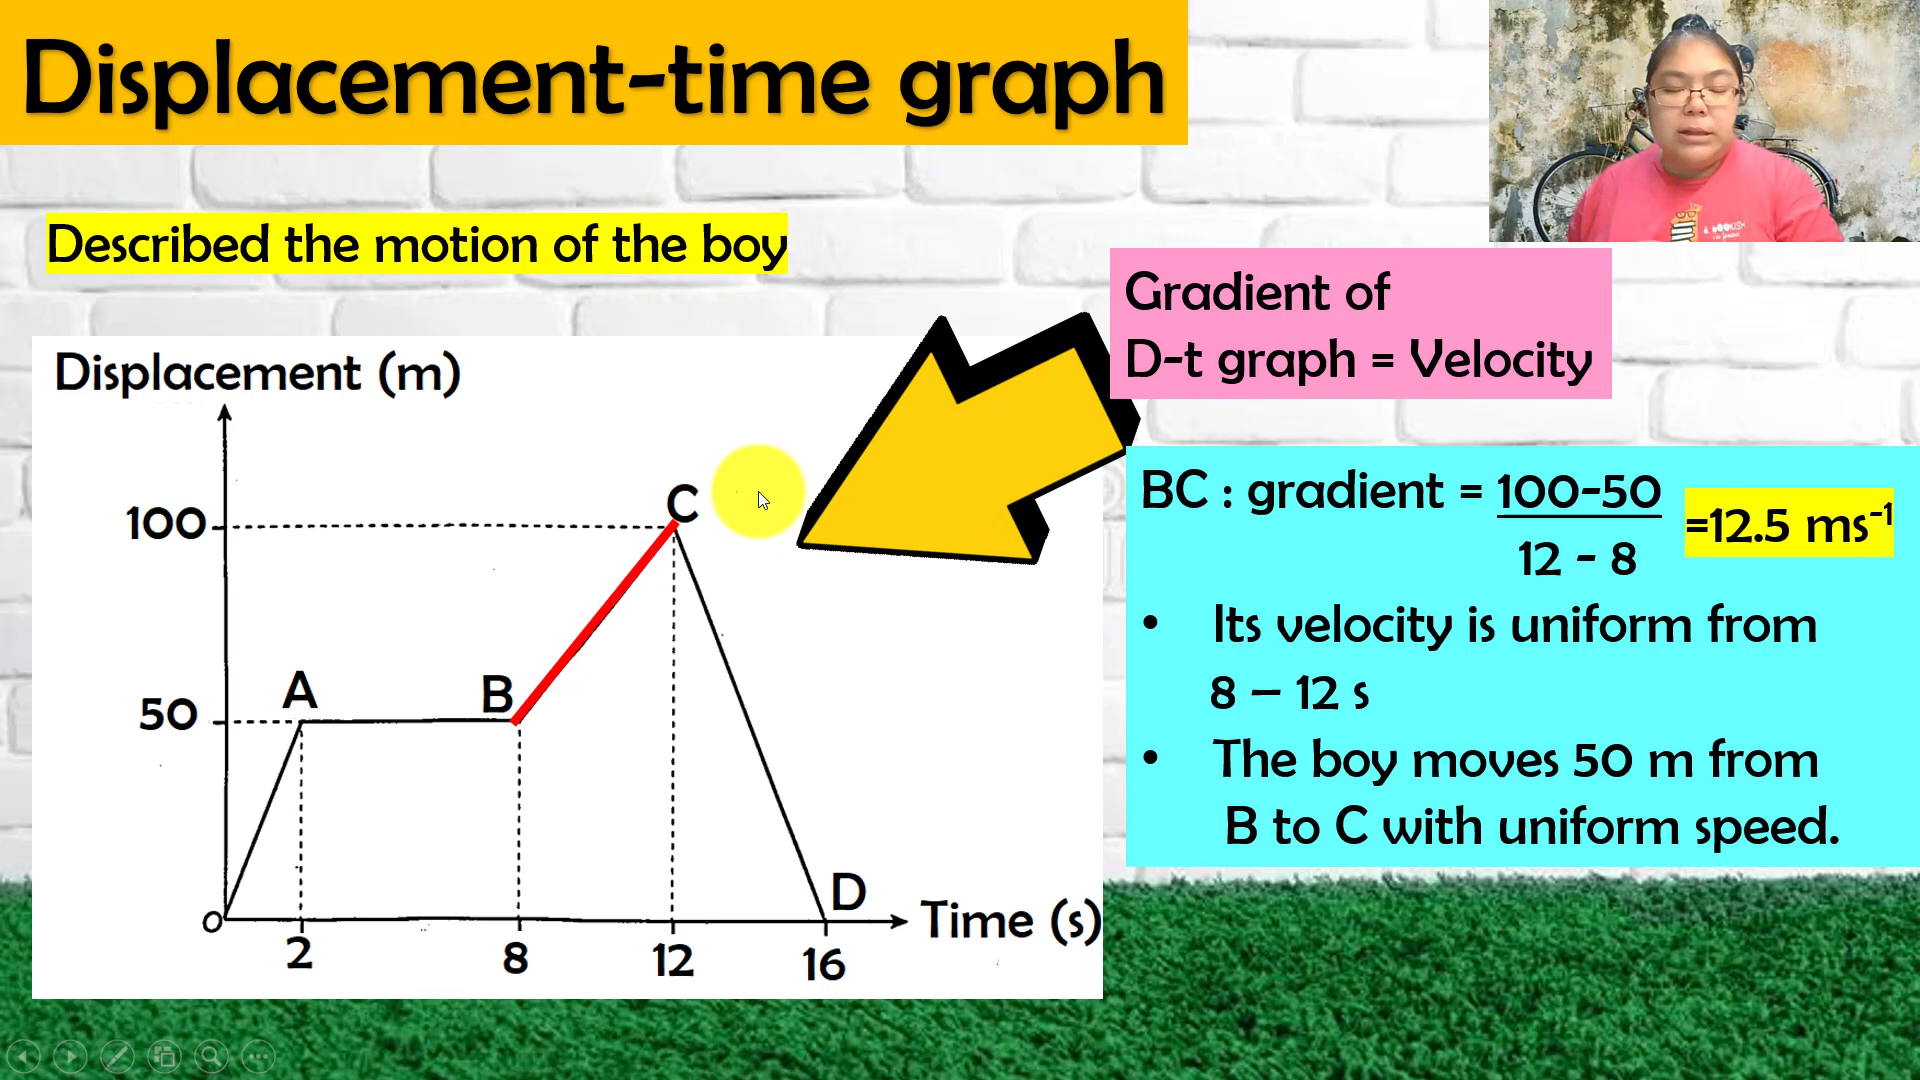 Displacement-time graph
Described the motion of the boy
Gradient of
D-t graph = Velocity
Displacement (m)
100
C
A
B
50
D
O
Time (s)
2
8
12
16
BC : gradient = 100-50
12 - 8
=12.5 ms⁻¹
• Its velocity is uniform from
8 – 12 s
• The boy moves 50 m from
B to C with uniform speed.